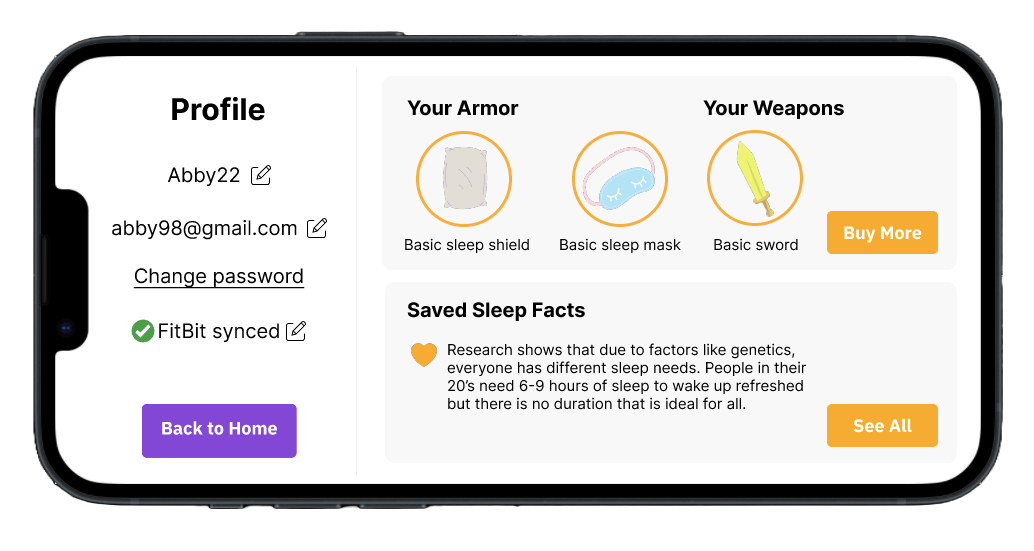 Profile
Abby22
abby98@gmail.com
Change password
FitBit synced
Back to Home
Your Armor
Your Weapons
Basic sleep shield
Basic sleep mask
Basic sword
Buy More
Saved Sleep Facts
Research shows that due to factors like genetics,
everyone has different sleep needs. People in their
20’s need 6-9 hours of sleep to wake up refreshed
but there is no duration that is ideal for all.
See All